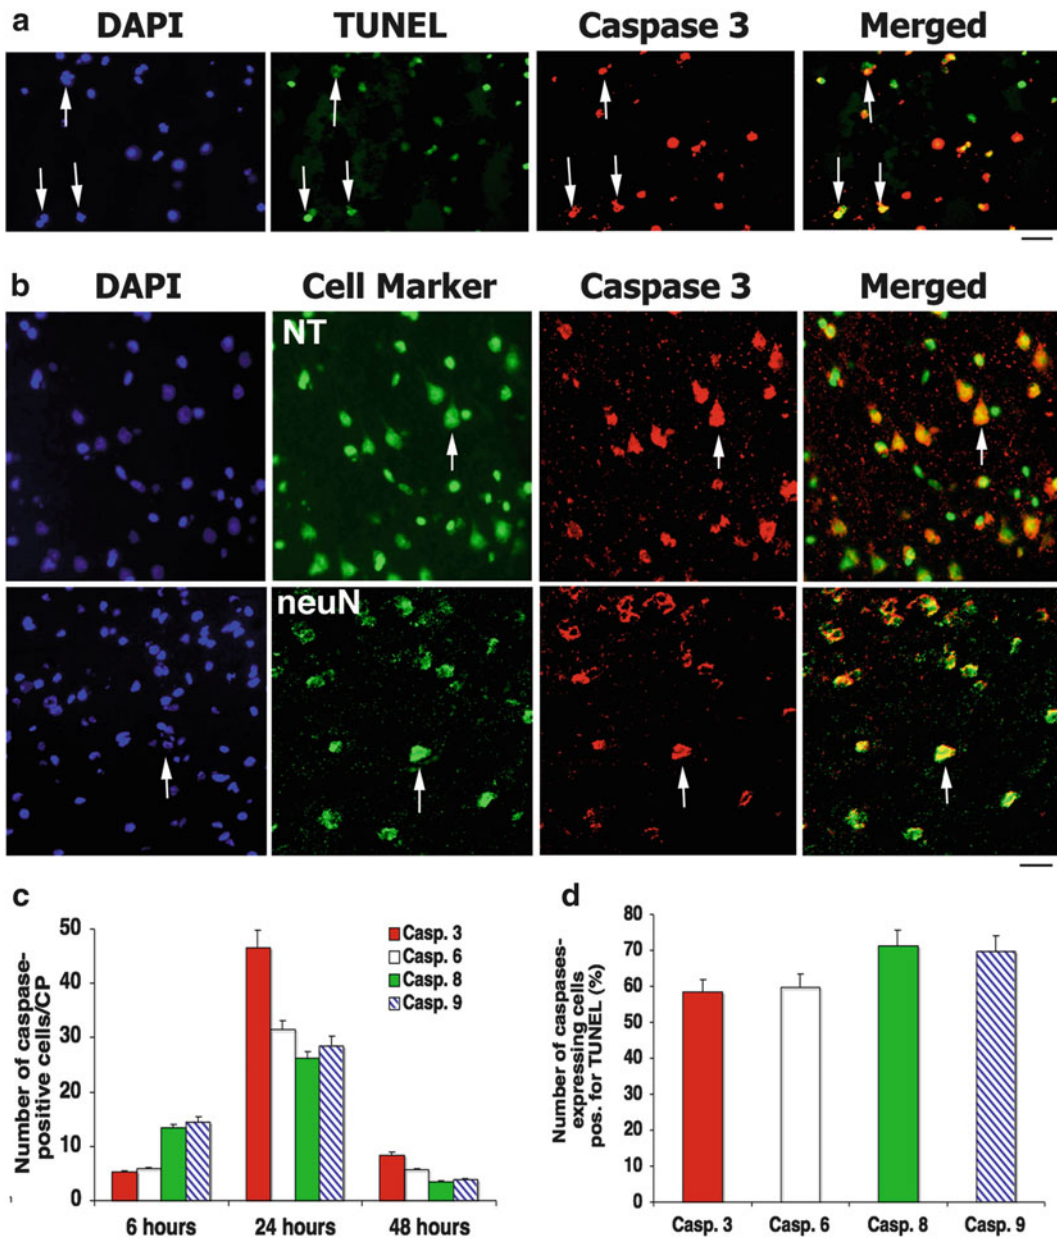 a
DAPI TUNEL Caspase 3 Merged
b
DAPI Cell Marker Caspase 3 Merged
NT
neuN
c
Number of caspase-
positive cells/CP
50
40
30
20
10
0
Casp. 3
Casp. 6
Casp. 8
Casp. 9
6 hours 24 hours 48 hours
d
Number of caspases-
expressing cells
pos. for TUNEL (%)
80
70
60
50
40
30
20
10
0
Casp. 3 Casp. 6 Casp. 8 Casp. 9